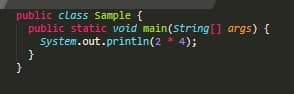 public class Sample {
  public static void main(String[] args) {
    System.out.println(2 * 4);
  }
}